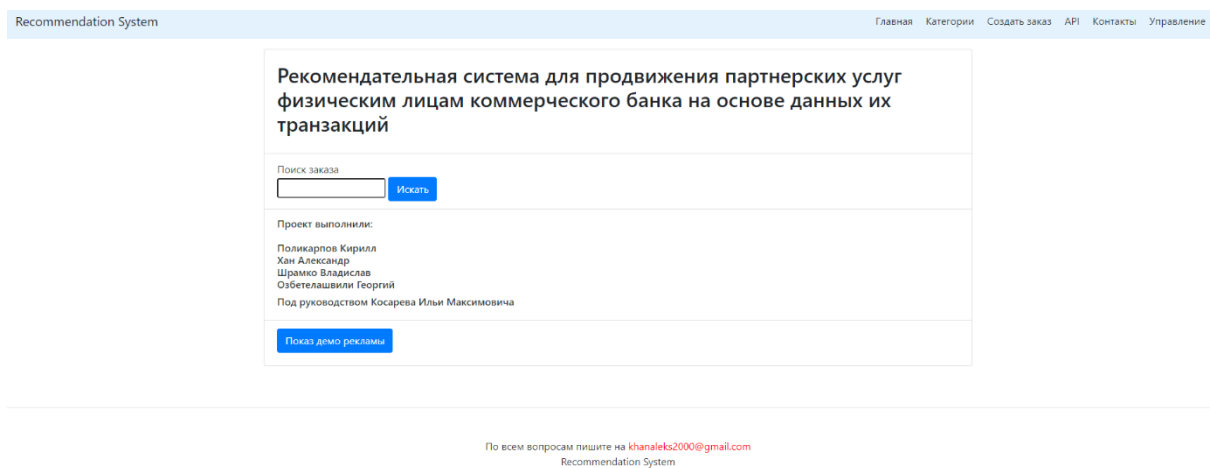 Recommendation System
Главная Категории Создать заказ API Контакты Управление
Рекомендательная система для продвижения партнерских услуг
физическим лицам коммерческого банка на основе данных их
транзакций
Поиск заказа
Искать
Проект выполнили:
Поликарпов Кирилл
Хан Александр
Шрамко Владислав
Озбетелашвили Георгий
Под руководством Косарева Ильи Максимовича
Показ демо рекламы
По всем вопросам пишите на khanaleks2000@gmail.com
Recommendation System